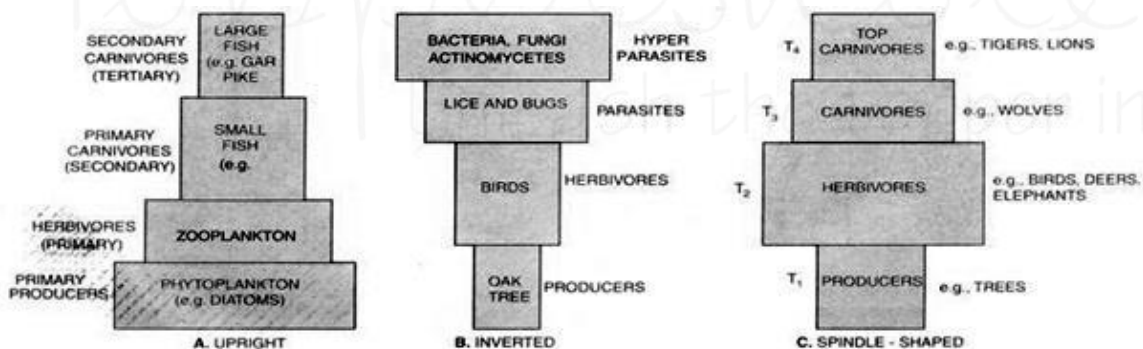 SECONDARY
CARNIVORES
(TERTIARY)
LARGE
FISH
(e.g. GAR
PIKE
PRIMARY
CARNIVORES
(SECONDARY)
SMALL
FISH
(e.g.
HERBIVORES
(PRIMARY)
ZOOPLANKTON
PRIMARY
PRODUCERS
PHYTOPLANKTON
(e.g. DIATOMS)
A. UPRIGHT
BACTERIA, FUNGI
ACTINOMYCETES
HYPER
PARASITES
LICE AND BUGS
PARASITES
BIRDS
HERBIVORES
OAK
TREE
PRODUCERS
B. INVERTED
T4
TOP
CARNIVORES
e.g., TIGERS, LIONS
T3
CARNIVORES
e.g., WOLVES
T2
HERBIVORES
e.g., BIRDS, DEERS,
ELEPHANTS
T1
PRODUCERS
e.g., TREES
C. SPINDLE - SHAPED